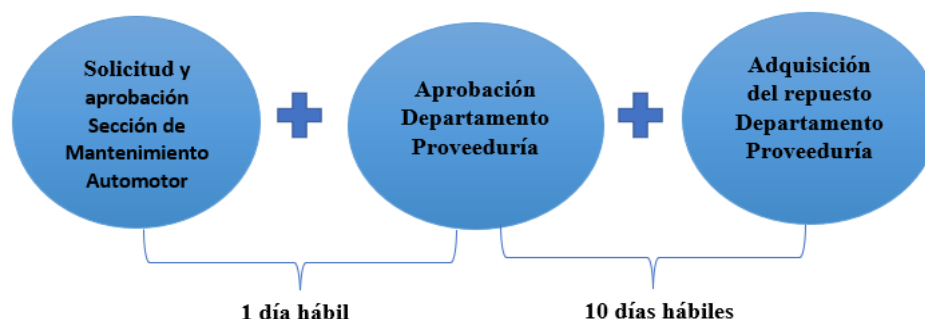 Solicitud y
aprobación
Sección de
Mantenimiento
Automotor
Aprobación
Departamento
Proveeduría
Adquisición
del repuesto
Departamento
Proveeduría
1 día hábil
10 días hábiles